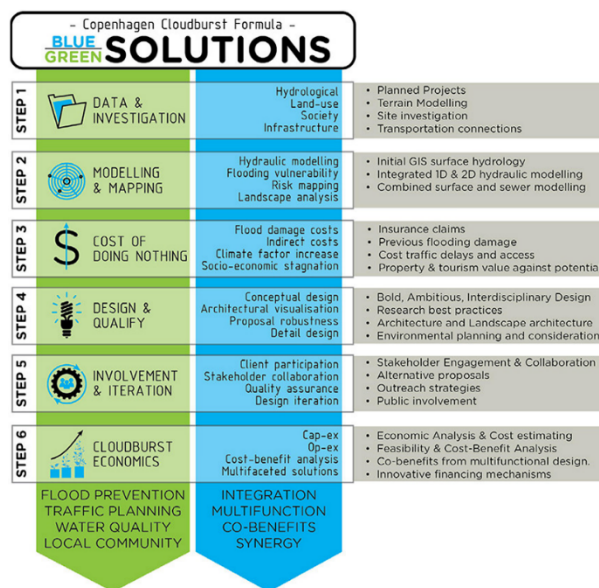 - Copenhagen Cloudburst Formula -
BLUE
GREEN
SOLUTIONS
STEP 1
DATA &
INVESTIGATION
Hydrological
Land-use
Society
Infrastructure
• Planned Projects
• Terrain Modelling
• Site investigation
• Transportation connections
STEP 2
MODELLING
& MAPPING
Hydraulic modelling
Flooding vulnerability
Risk mapping
Landscape analysis
• Initial GIS surface hydrology
• Integrated 1D & 2D hydraulic modelling
• Combined surface and sewer modelling
STEP 3
$
COST OF
DOING NOTHING
Flood damage costs
Indirect costs
Climate factor increase
Socio-economic stagnation
• Insurance claims
• Previous flooding damage
• Cost traffic delays and access
• Property & tourism value against potentia
STEP 4
DESIGN &
QUALIFY
Conceptual design
Architectural visualisation
Proposal robustness
Detail design
• Bold, Ambitious, Interdisciplinary Design
• Research best practices
• Architecture and Landscape architecture
• Environmental planning and consideration
STEP 5
INVOLVEMENT
& ITERATION
Client participation
Stakeholder collaboration
Quality assurance
Design iteration
• Stakeholder Engagement & Collaboration
• Alternative proposals
• Outreach strategies
• Public involvement
STEP 6
CLOUDBURST
ECONOMICS
Cap-ex
Op-ex
Cost-benefit analysis
Multifaceted solutions
• Economic Analysis & Cost estimating
• Feasibility & Cost-Benefit Analysis
• Co-benefits from multifunctional design.
• Innovative financing mechanisms
FLOOD PREVENTION
TRAFFIC PLANNING
WATER QUALITY
LOCAL COMMUNITY
INTEGRATION
MULTIFUNCTION
CO-BENEFITS
SYNERGY